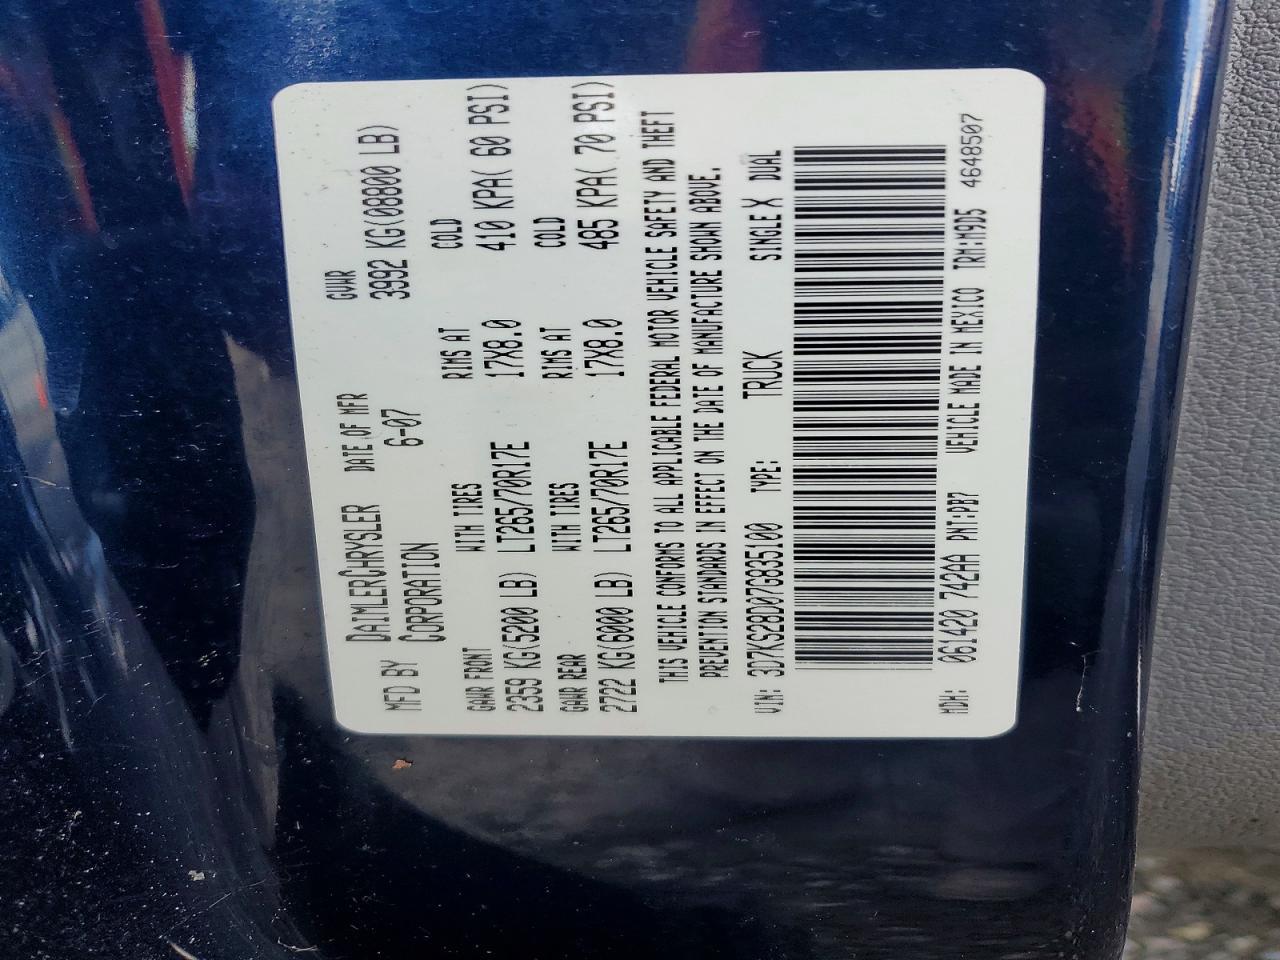 MFD BY DAIMLERCHRYSLER DATE OF MFR GVWR
CORPORATION 6-07 3992 KG(08800 LB)
GAWR FRONT WITH TIRES RIMS AT COLD
2359 KG(5200 LB) LT265/70R17E 17X8.0 410 KPA( 60 PSI)
GAWR REAR WITH TIRES RIMS AT COLD
2722 KG(6000 LB) LT265/70R17E 17X8.0 485 KPA( 70 PSI)
THIS VEHICLE CONFORMS TO ALL APPLICABLE FEDERAL MOTOR VEHICLE SAFETY AND THEFT
PREVENTION STANDARDS IN EFFECT ON THE DATE OF MANUFACTURE SHOWN ABOVE.
VIN: 3D7KS28D07G835100 TYPE: TRUCK SINGLE X DUAL
MDH: 061420 742AA PNT:PB7 VEHICLE MADE IN MEXICO TRM:M9D5 4648507